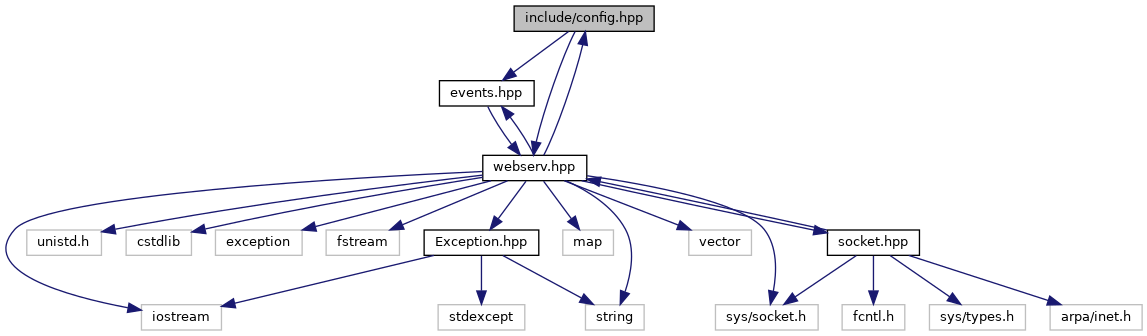 include/config.hpp
events.hpp
webserv.hpp
unistd.h
cstdlib
exception
fstream
Exception.hpp
map
vector
socket.hpp
iostream
stdexcept
string
sys/socket.h
fcntl.h
sys/types.h
arpa/inet.h